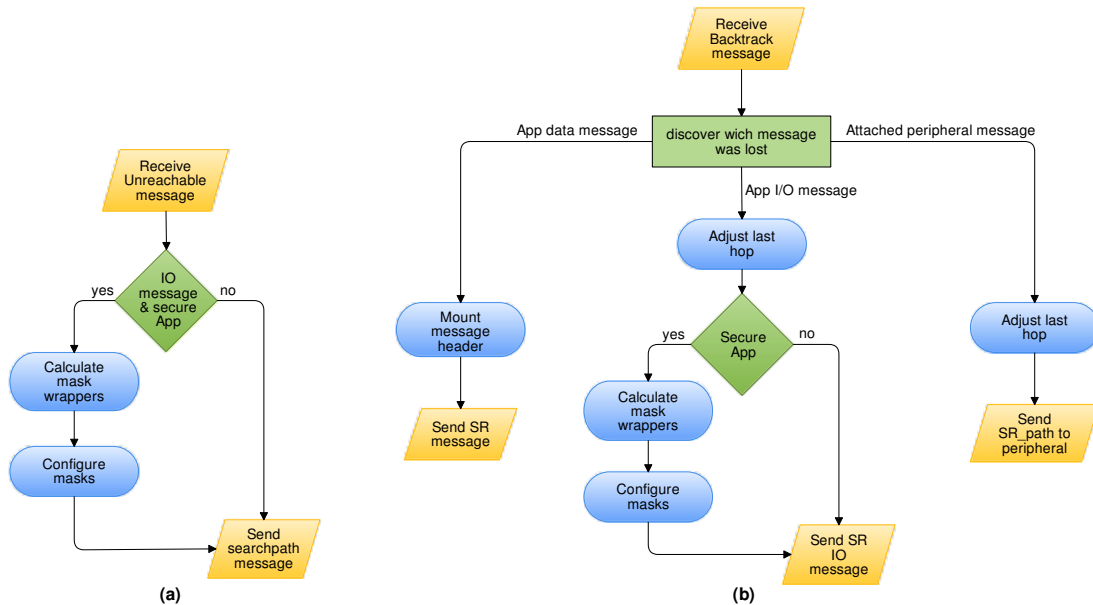 Receive
Unreachable
message
IO
message
& secure
App
yes
no
Calculate
mask
wrappers
Configure
masks
Send
searchpath
message
(a)
Receive
Backtrack
message
discover wich message
was lost
App data message
Attached peripheral message
App I/O message
Mount
message
header
Send SR
message
Adjust last
hop
Secure
App
yes
no
Calculate
mask
wrappers
Configure
masks
Send SR
IO
message
Adjust last
hop
Send
SR_path to
peripheral
(b)